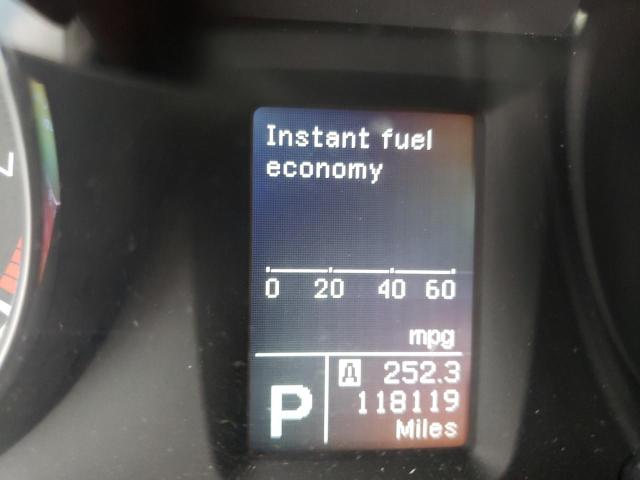 Instant fuel
economy
0 20 40 60
mpg
A 252.3
P 118119
Miles